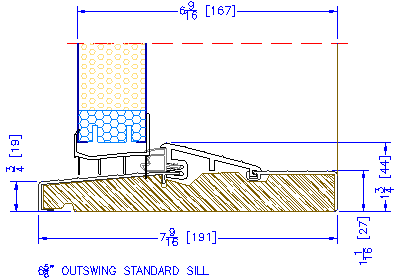 6 9/16 [167]
3/4 [19]
1 3/4 [44]
1 1/16 [27]
7 9/16 [191]
6 5/8" OUTSWING STANDARD SILL